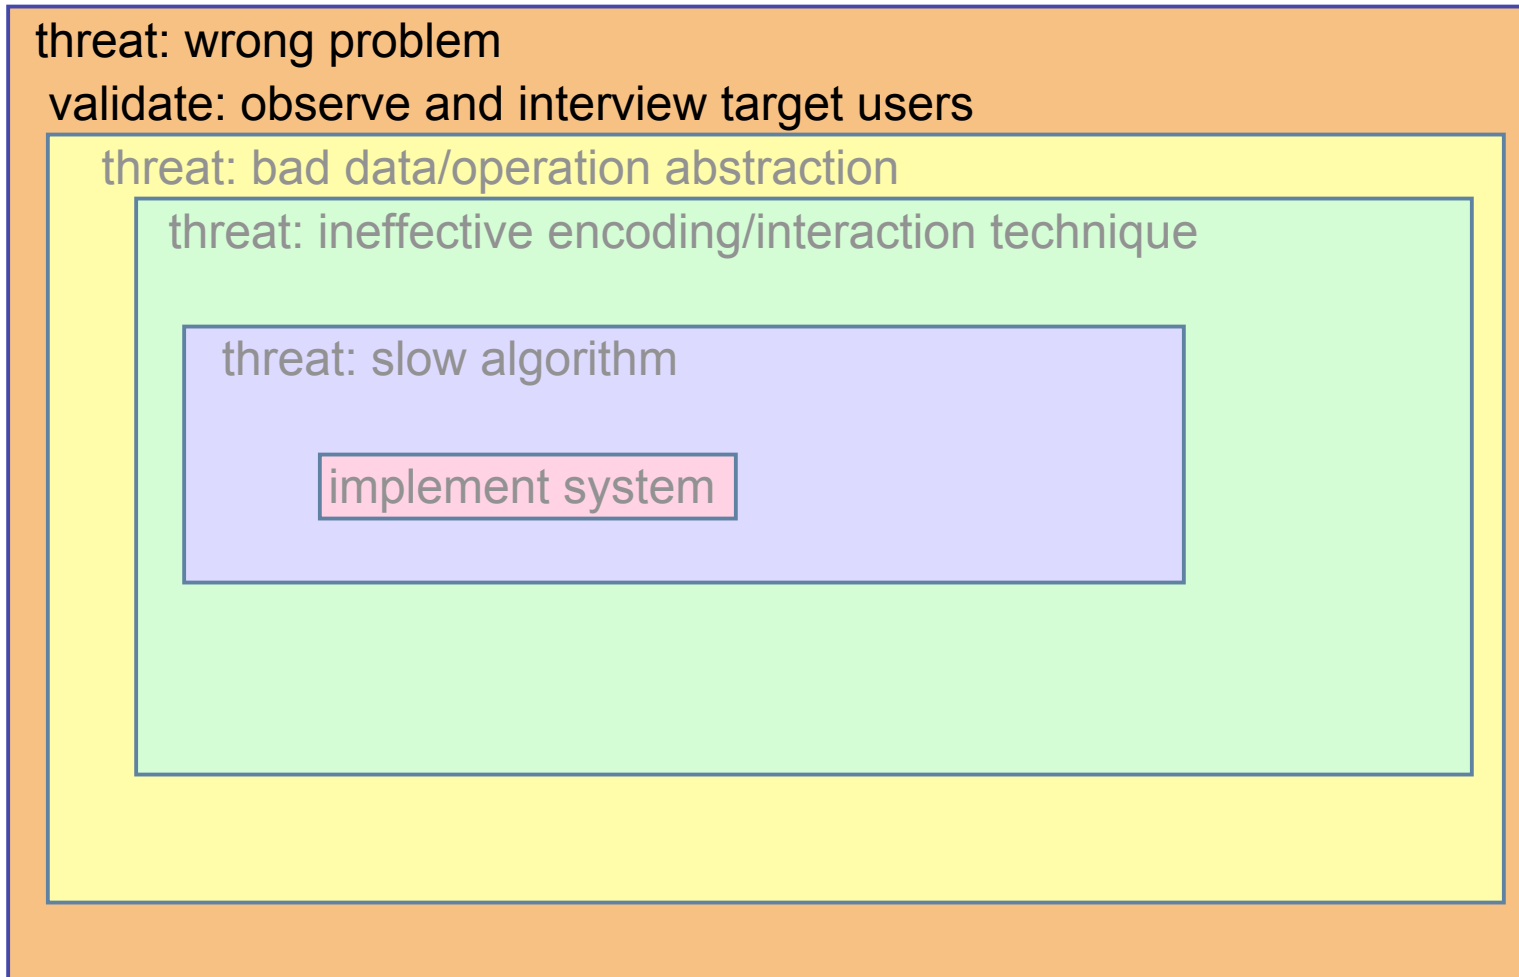 threat: wrong problem
validate: observe and interview target users
threat: bad data/operation abstraction
threat: ineffective encoding/interaction technique
threat: slow algorithm
implement system